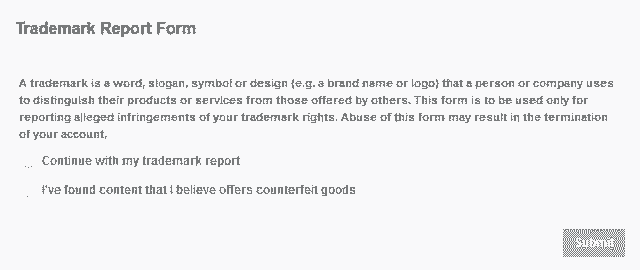 Trademark Report Form
A trademark is a word, slogan, symbol or design (e.g. a brand name or logo) that a person or company uses
to distinguish their products or services from those offered by others. This form is to be used only for
reporting alleged infringements of your trademark rights. Abuse of this form may result in the termination
of your account.
Continue with my trademark report
I've found content that I believe offers counterfeit goods
Submit